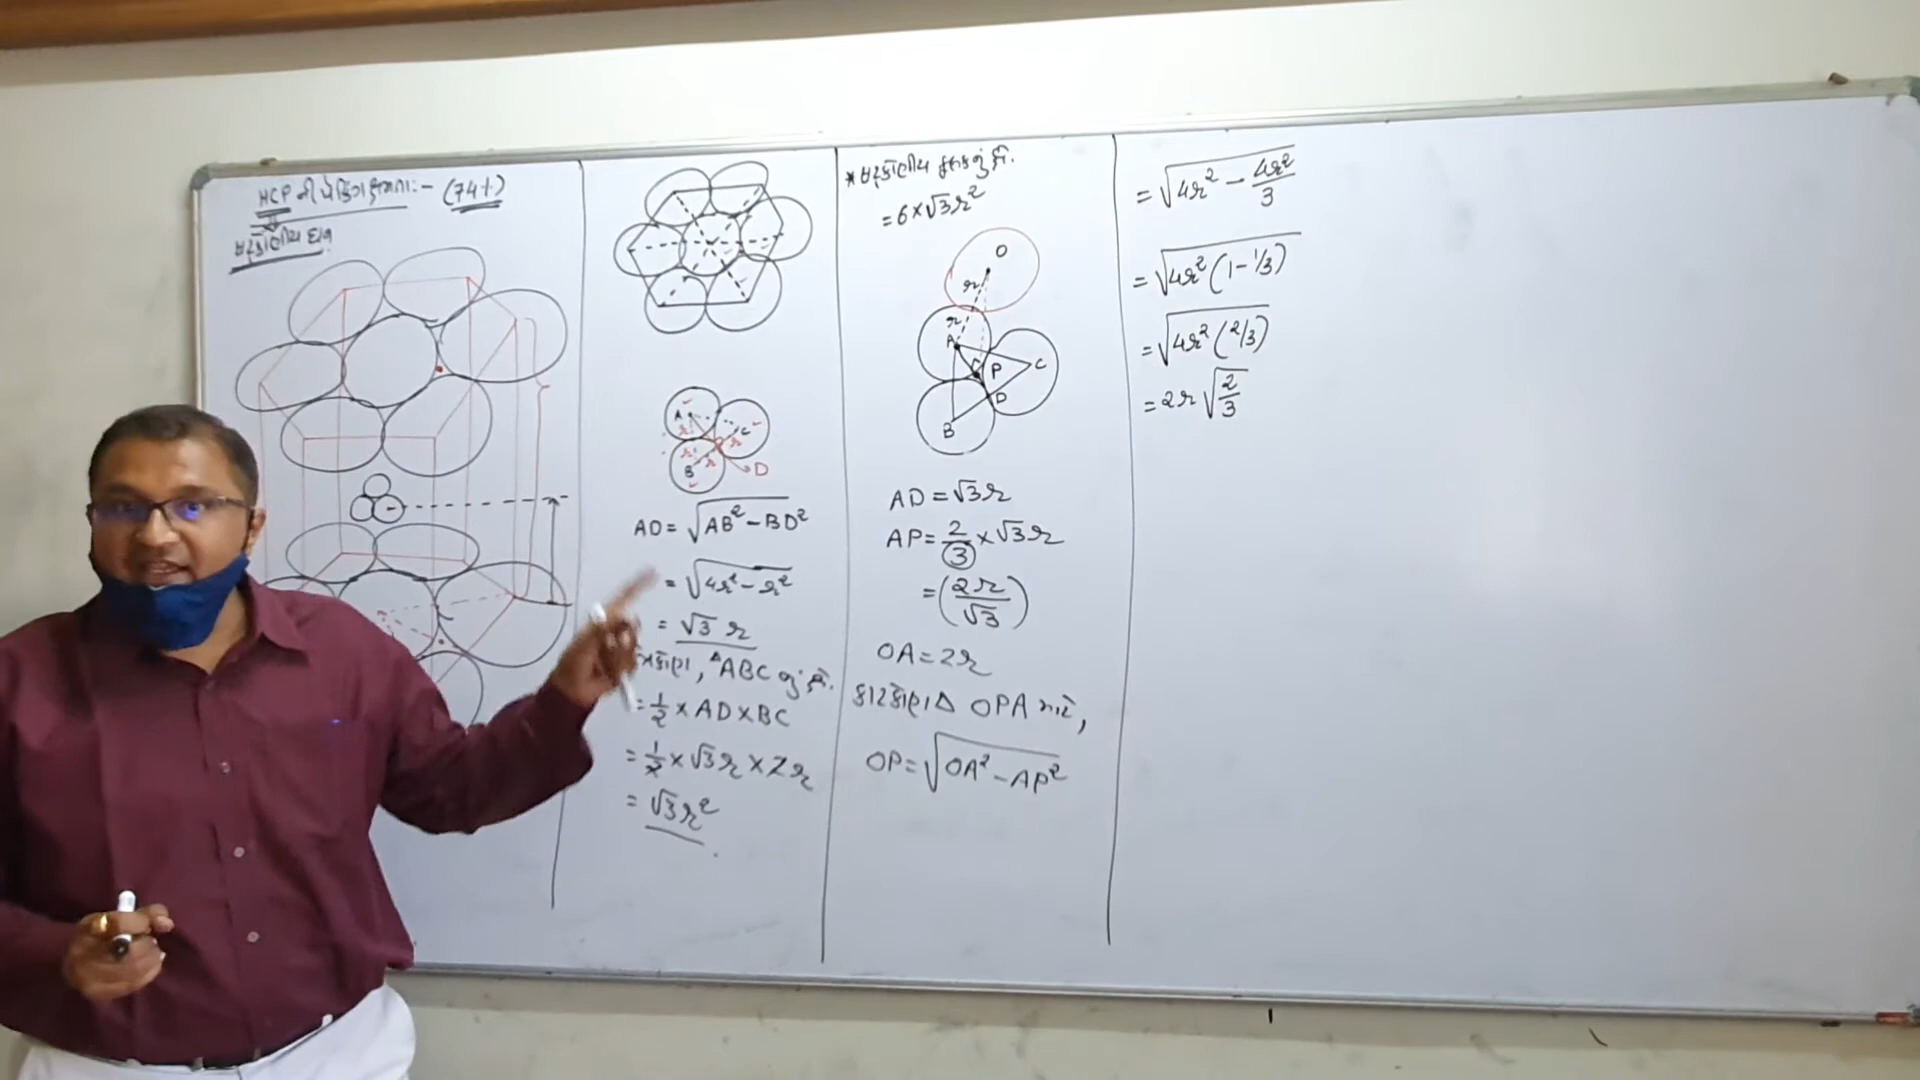 HCP ની પેકિંગ ક્ષમતા :- (74%)
ષટ્કોણીય ઘન
A
C
B
r
r
r
r
D
AD = √(AB² - BD²)
= √(4r² - r²)
= √3 r
ત્રિકોણ, △ABC નું ક્ષે.
= 1/2 × AD × BC
= 1/2 × √3r × 2r
= √3r²
* ષટ્કોણીય ફલકનું ક્ષે.
= 6 × √3r²
O
r
r
A
P
C
D
B
AD = √3r
AP = 2/3 × √3r
= (2r/√3)
OA = 2r
કાટકોણ △ OPA માટે,
OP = √(OA² - AP²)
= √(4r² - 4r²/3)
= √(4r² (1 - 1/3))
= √(4r² (2/3))
= 2r √(2/3)